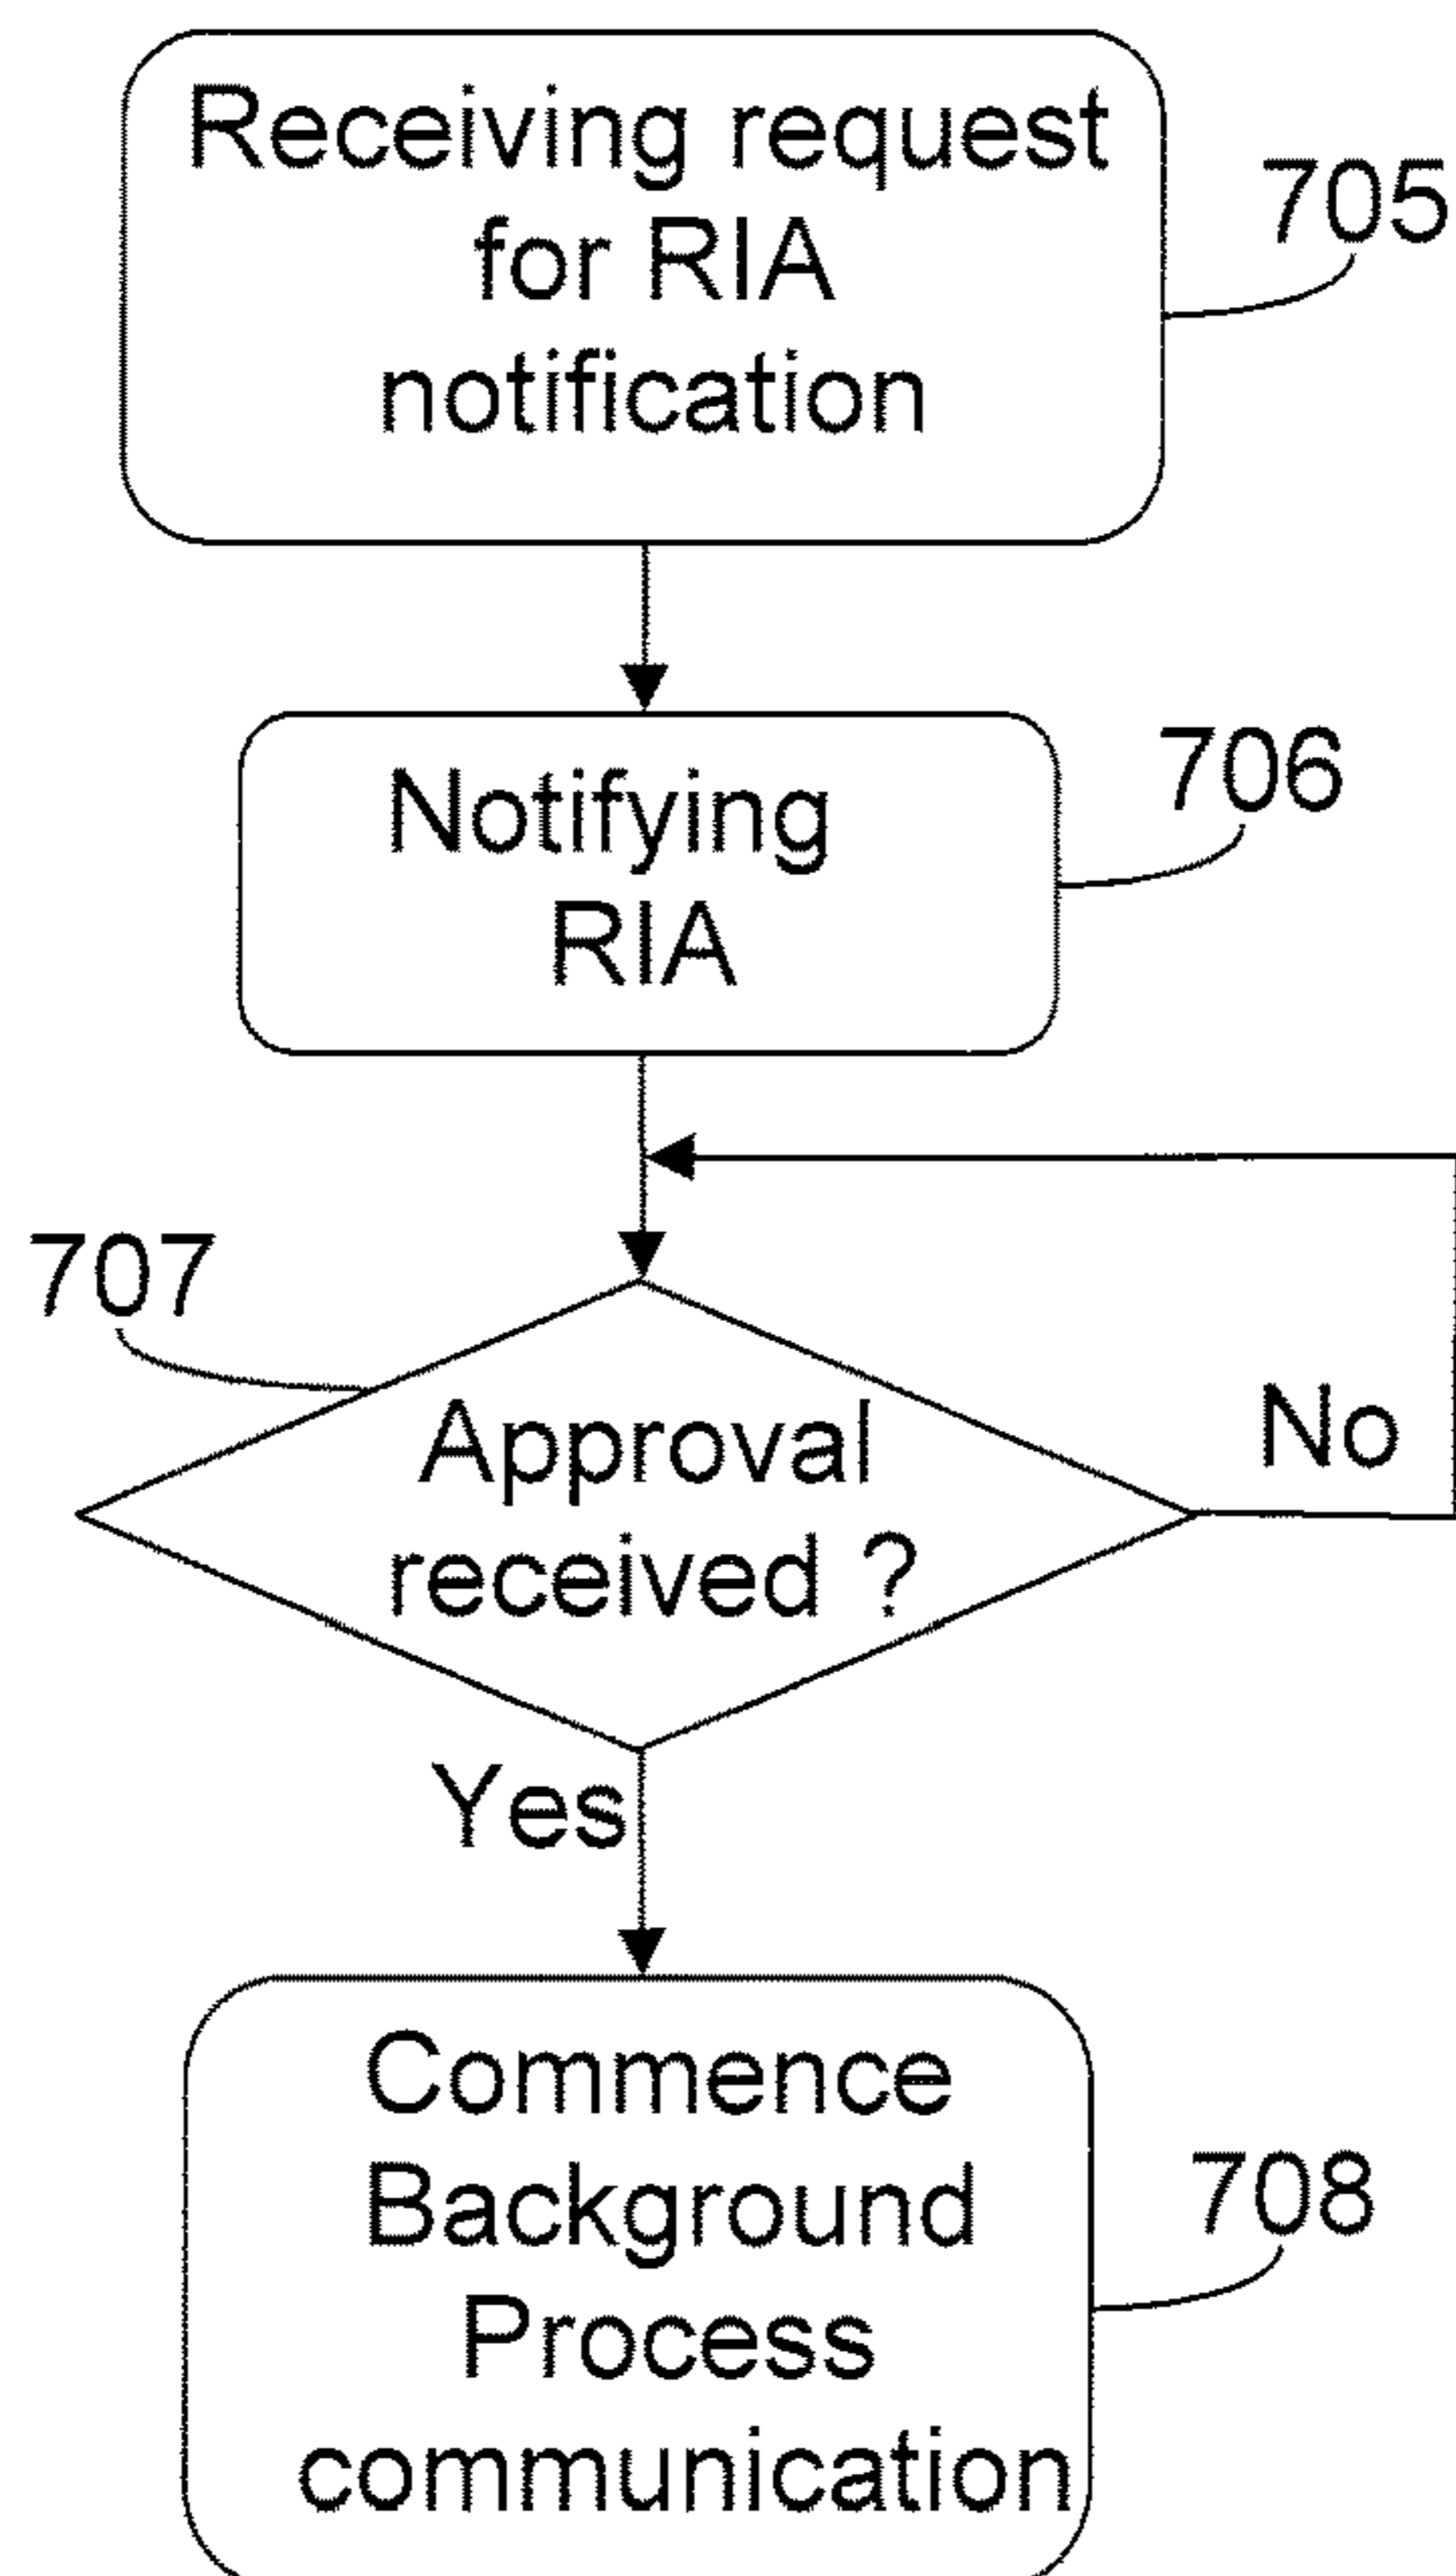 Receiving request
for RIA
notification
705
Notifying
RIA
706
707
Approval
received ?
No
Yes
Commence
Background
Process
communication
708